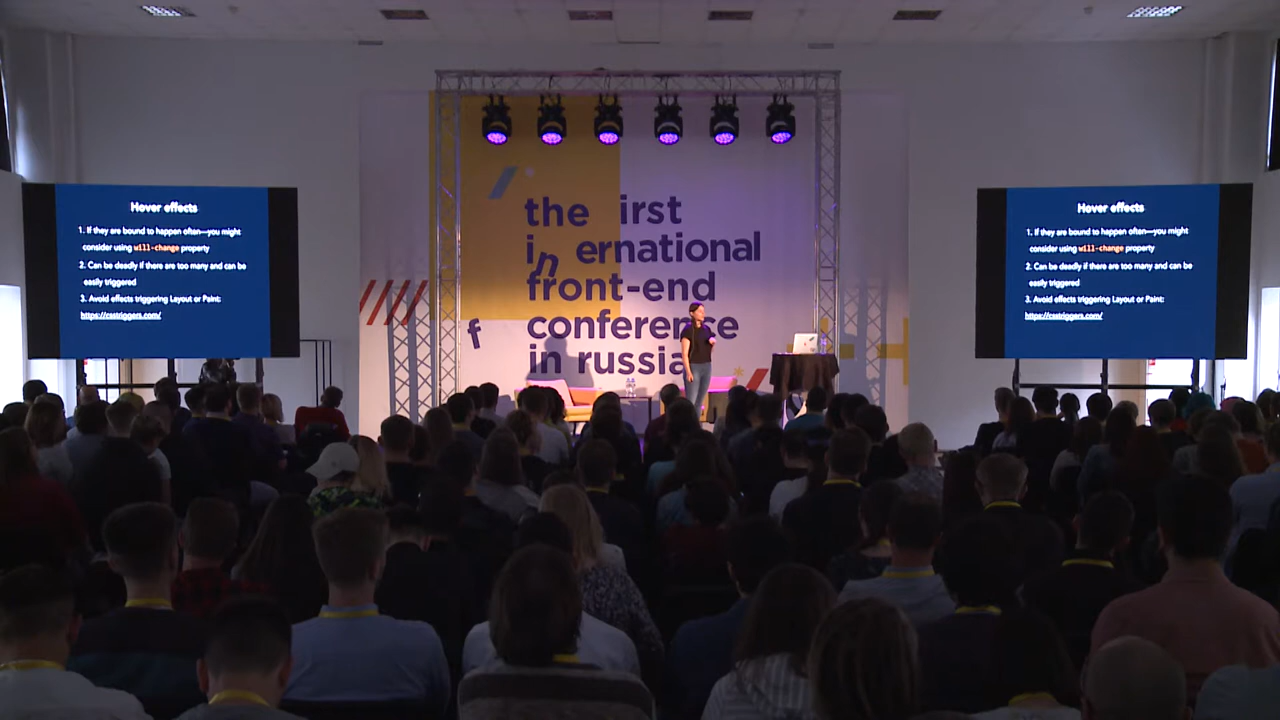 Hover effects
1. If they are bound to happen often—you might
consider using will-change property
2. Can be deadly if there are too many and can be
easily triggered
3. Avoid effects triggering Layout or Paint:
https://csstriggers.com/
the irst
in ernational
front-end
f conference
in russia
Hover effects
1. If they are bound to happen often—you might
consider using will-change property
2. Can be deadly if there are too many and can be
easily triggered
3. Avoid effects triggering Layout or Paint:
https://csstriggers.com/